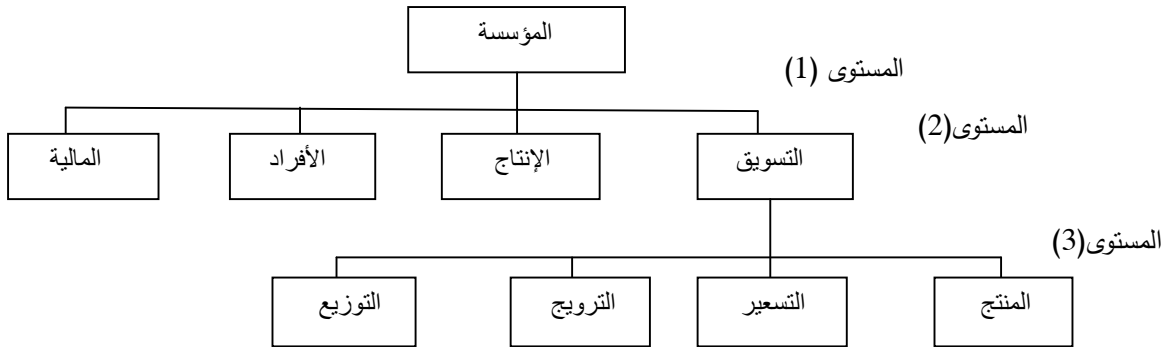 المؤسسة
المستوى (1)
المستوى(2)
التسويق
الإنتاج
الأفراد
المالية
المستوى(3)
المنتج
التسعير
الترويج
التوزيع